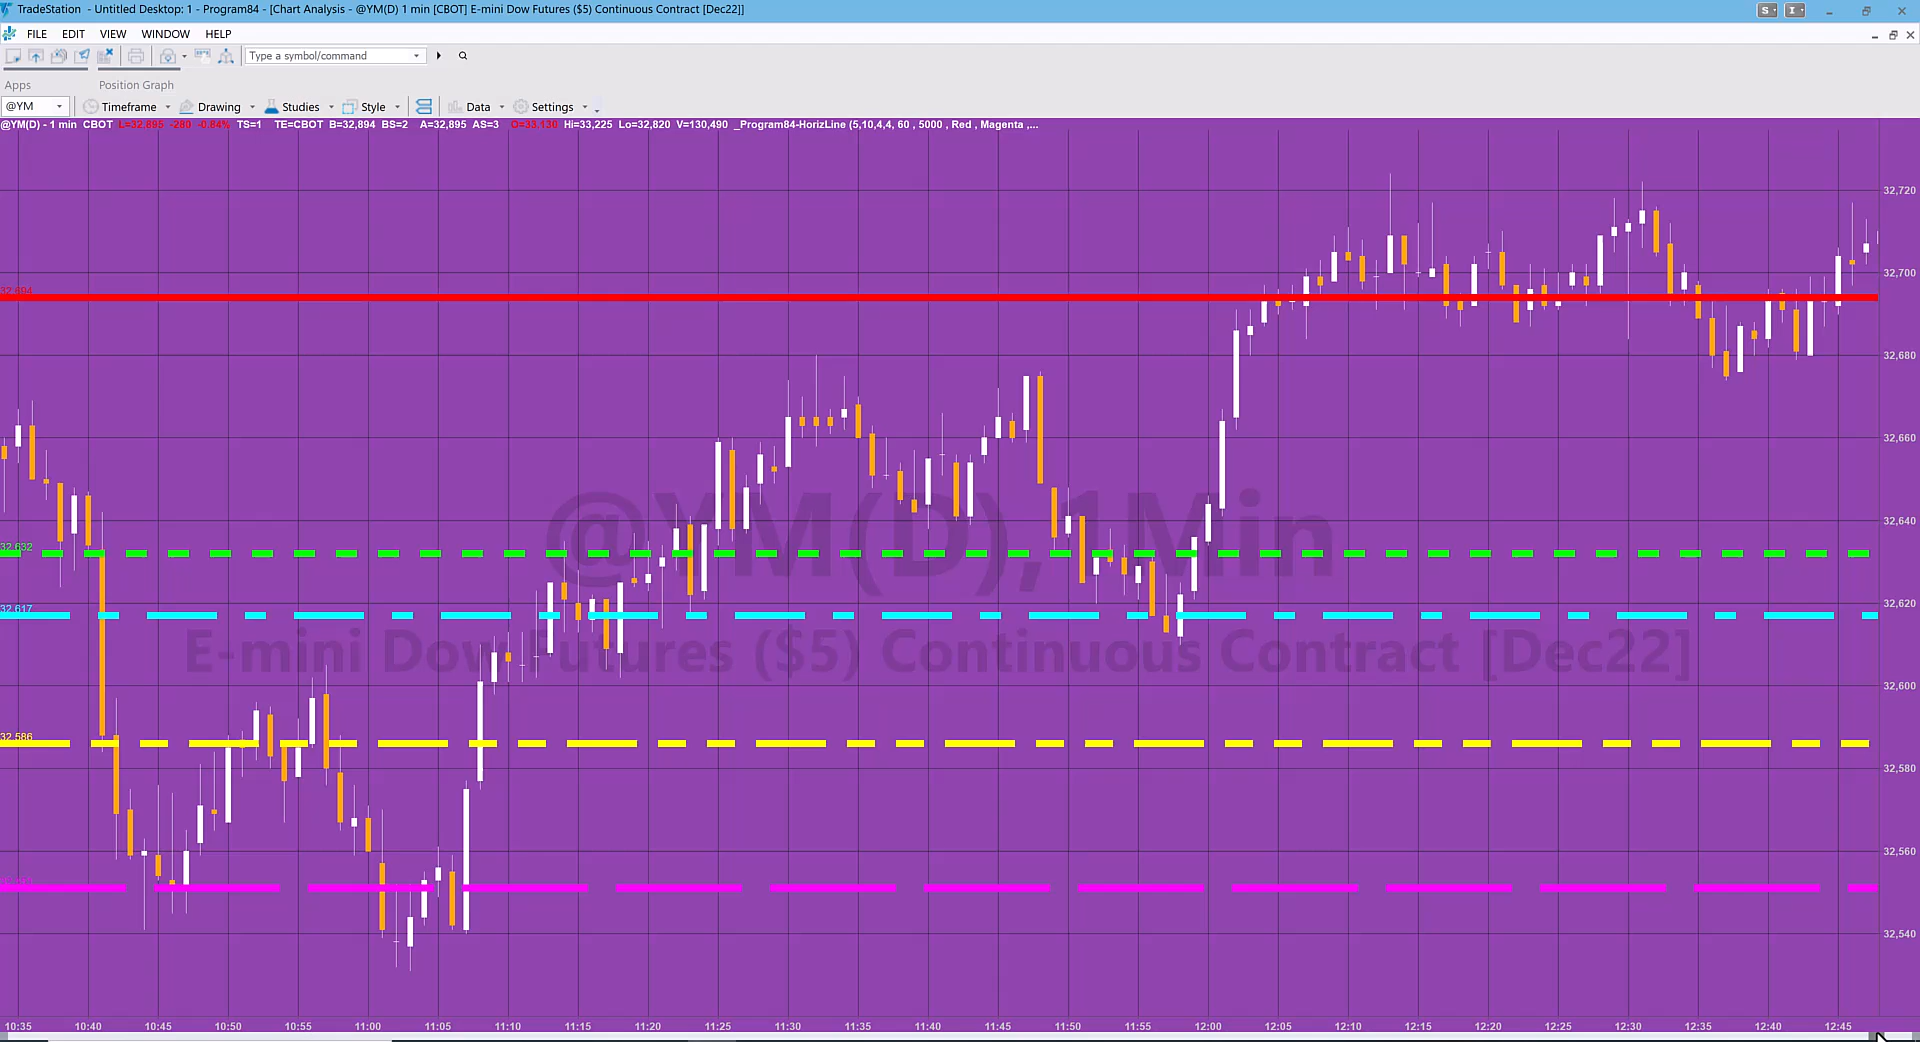 TradeStation - Untitled Desktop: 1 - Program84 - [Chart Analysis - @YM(D) 1 min [CBOT] E-mini Dow Futures ($5) Continuous Contract [Dec22]]
S I
FILE EDIT VIEW WINDOW HELP
Type a symbol/command
Apps Position Graph
@YM Timeframe Drawing Studies Style Data Settings
@YM(D) - 1 min CBOT L=32,895 -280 -0.84% TS=1 TE=CBOT B=32,894 BS=2 A=32,895 AS=3 O=33,130 Hi=33,225 Lo=32,820 V=130,490 _Program84-HorizLine (5,10,4,4, 60 , 5000 , Red , Magenta ,...
32,720
32,700
32,694
32,680
32,660
32,640
@YM(D),1Min
32,632
32,620
32,617
E-mini Dow Futures ($5) Continuous Contract [Dec22]
32,600
32,586
32,580
32,560
32,540
10:35 10:40 10:45 10:50 10:55 11:00 11:05 11:10 11:15 11:20 11:25 11:30 11:35 11:40 11:45 11:50 11:55 12:00 12:05 12:10 12:15 12:20 12:25 12:30 12:35 12:40 12:45